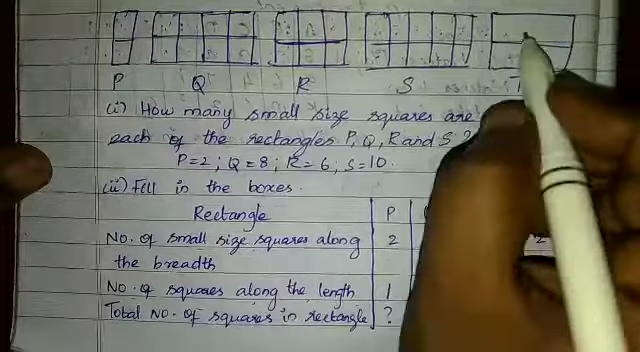 P Q R S T
(i) How many small size squares are
each of the rectangles P, Q, R and S ?
P=2; Q=8; R=6, S=10.
(ii) Fill in the boxes.
Rectangle P
No. of small size squares along 2 2
the breadth
No. of squares along the length 1
Total No. of squares in rectangle ?